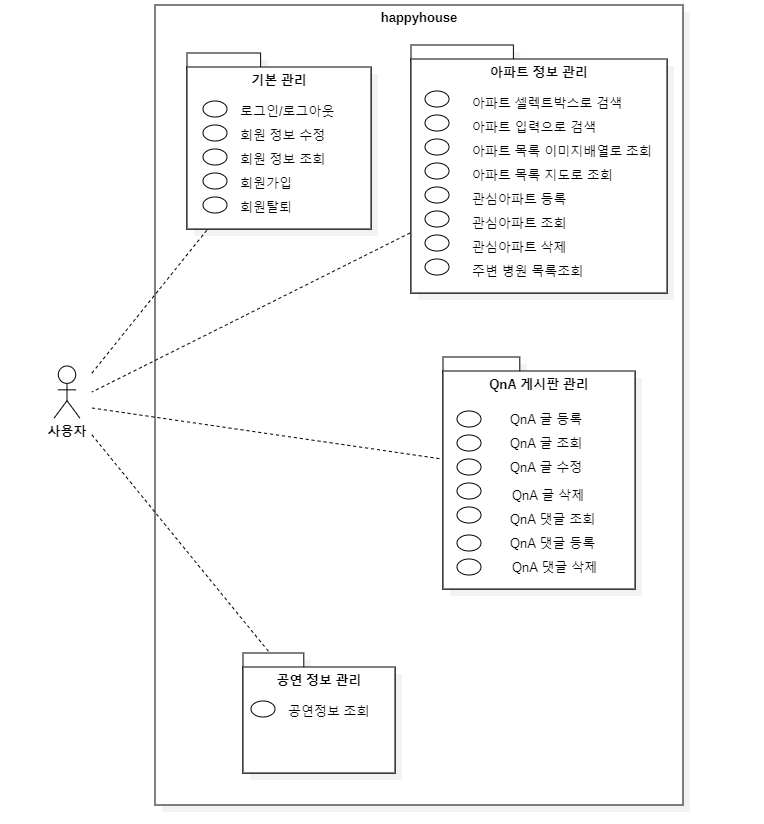 happyhouse
기본 관리
로그인/로그아웃
회원 정보 수정
회원 정보 조회
회원가입
회원탈퇴
아파트 정보 관리
아파트 셀렉트박스로 검색
아파트 입력으로 검색
아파트 목록 이미지배열로 조회
아파트 목록 지도로 조회
관심아파트 등록
관심아파트 조회
관심아파트 삭제
주변 병원 목록조회
사용자
QnA 게시판 관리
QnA 글 등록
QnA 글 조회
QnA 글 수정
QnA 글 삭제
QnA 댓글 조회
QnA 댓글 등록
QnA 댓글 삭제
공연 정보 관리
공연정보 조회